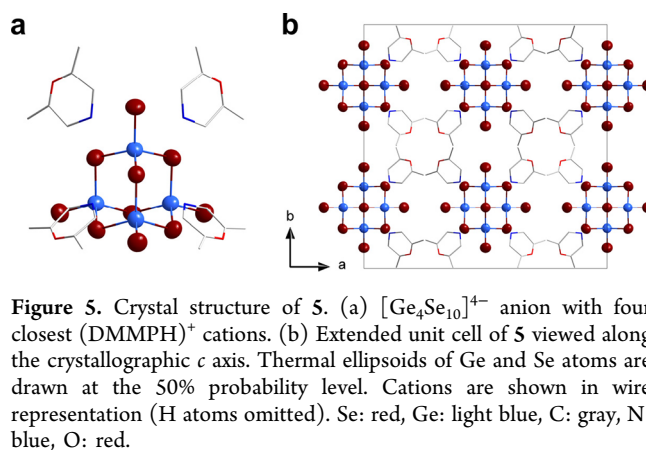 a
b
b
a
Figure 5. Crystal structure of 5. (a) [Ge4Se10]4− anion with four
closest (DMMPH)+ cations. (b) Extended unit cell of 5 viewed along
the crystallographic c axis. Thermal ellipsoids of Ge and Se atoms are
drawn at the 50% probability level. Cations are shown in wire
representation (H atoms omitted). Se: red, Ge: light blue, C: gray, N
blue, O: red.